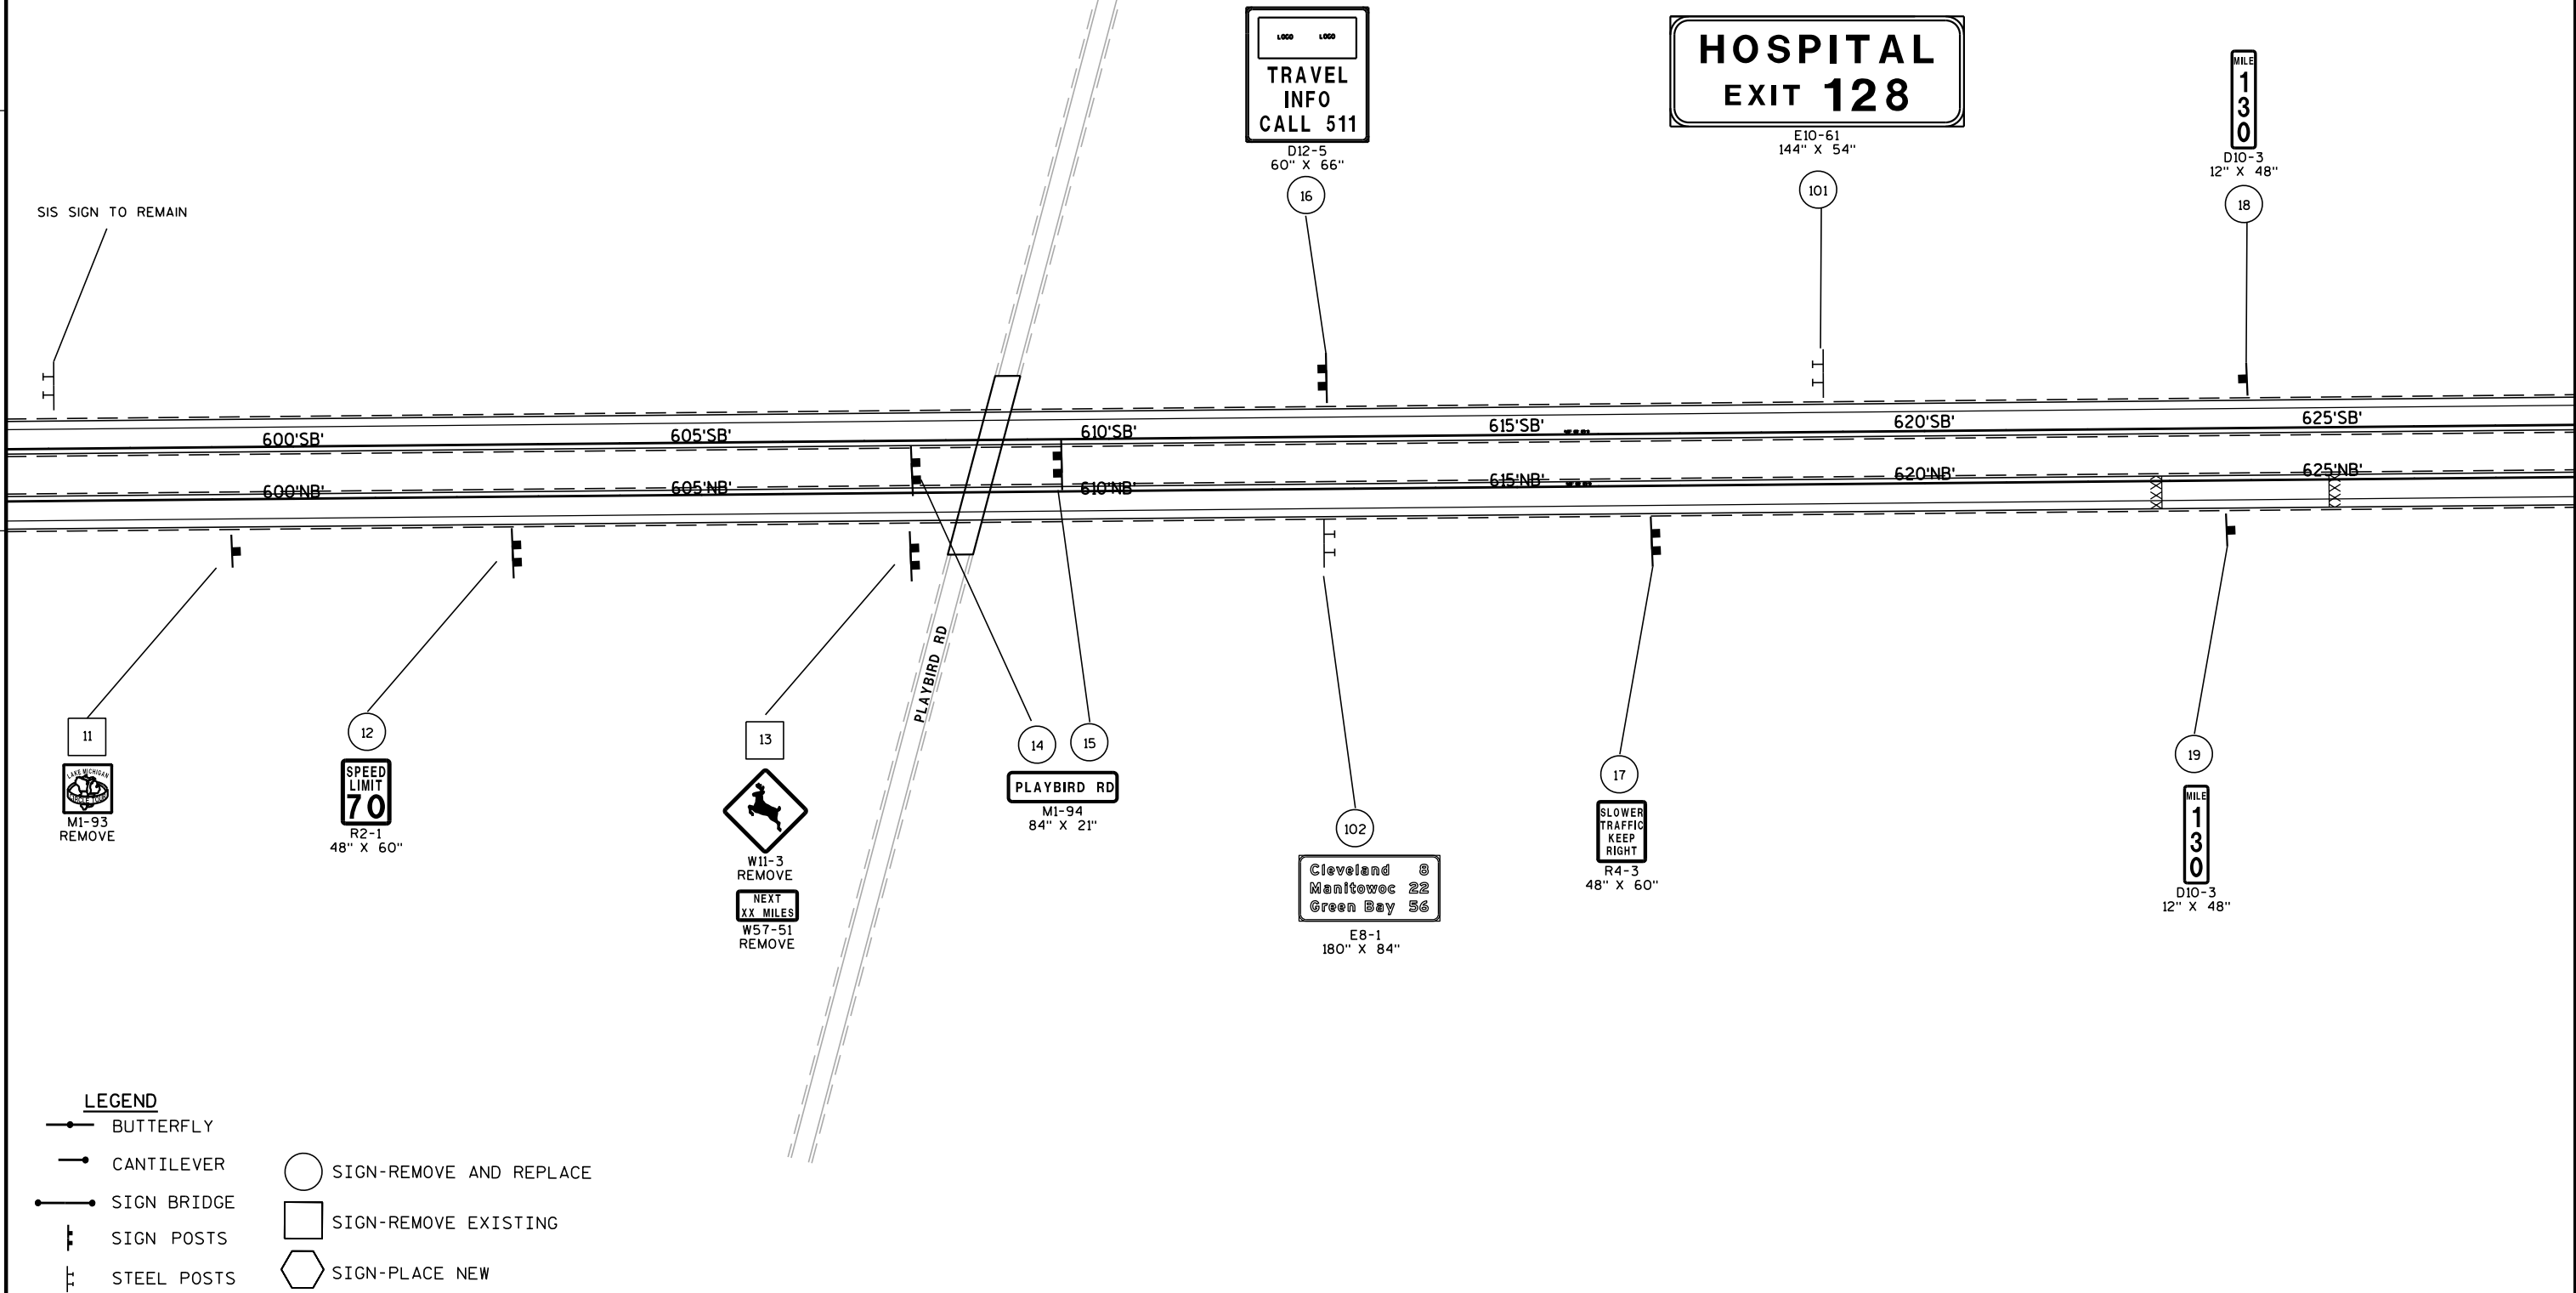 LOGO LOGO
TRAVEL
INFO
CALL 511
D12-5
60" X 66"
16
HOSPITAL
EXIT 128
E10-61
144" X 54"
101
MILE
1
3
0
D10-3
12" X 48"
18
SIS SIGN TO REMAIN
600'SB'
605'SB'
610'SB'
615'SB'
620'SB'
625'SB'
600'NB'
605'NB'
610'NB'
615'NB'
620'NB'
625'NB'
PLAYBIRD RD
11
LAKE MICHIGAN
CIRCLE TOUR
M1-93
REMOVE
12
SPEED
LIMIT
70
R2-1
48" X 60"
13
W11-3
REMOVE
NEXT
XX MILES
W57-51
REMOVE
14
15
PLAYBIRD RD
M1-94
84" X 21"
102
Cleveland 8
Manitowoc 22
Green Bay 56
E8-1
180" X 84"
17
SLOWER
TRAFFIC
KEEP
RIGHT
R4-3
48" X 60"
19
MILE
1
3
0
D10-3
12" X 48"
LEGEND
BUTTERFLY
CANTILEVER
SIGN BRIDGE
SIGN POSTS
STEEL POSTS
SIGN-REMOVE AND REPLACE
SIGN-REMOVE EXISTING
SIGN-PLACE NEW